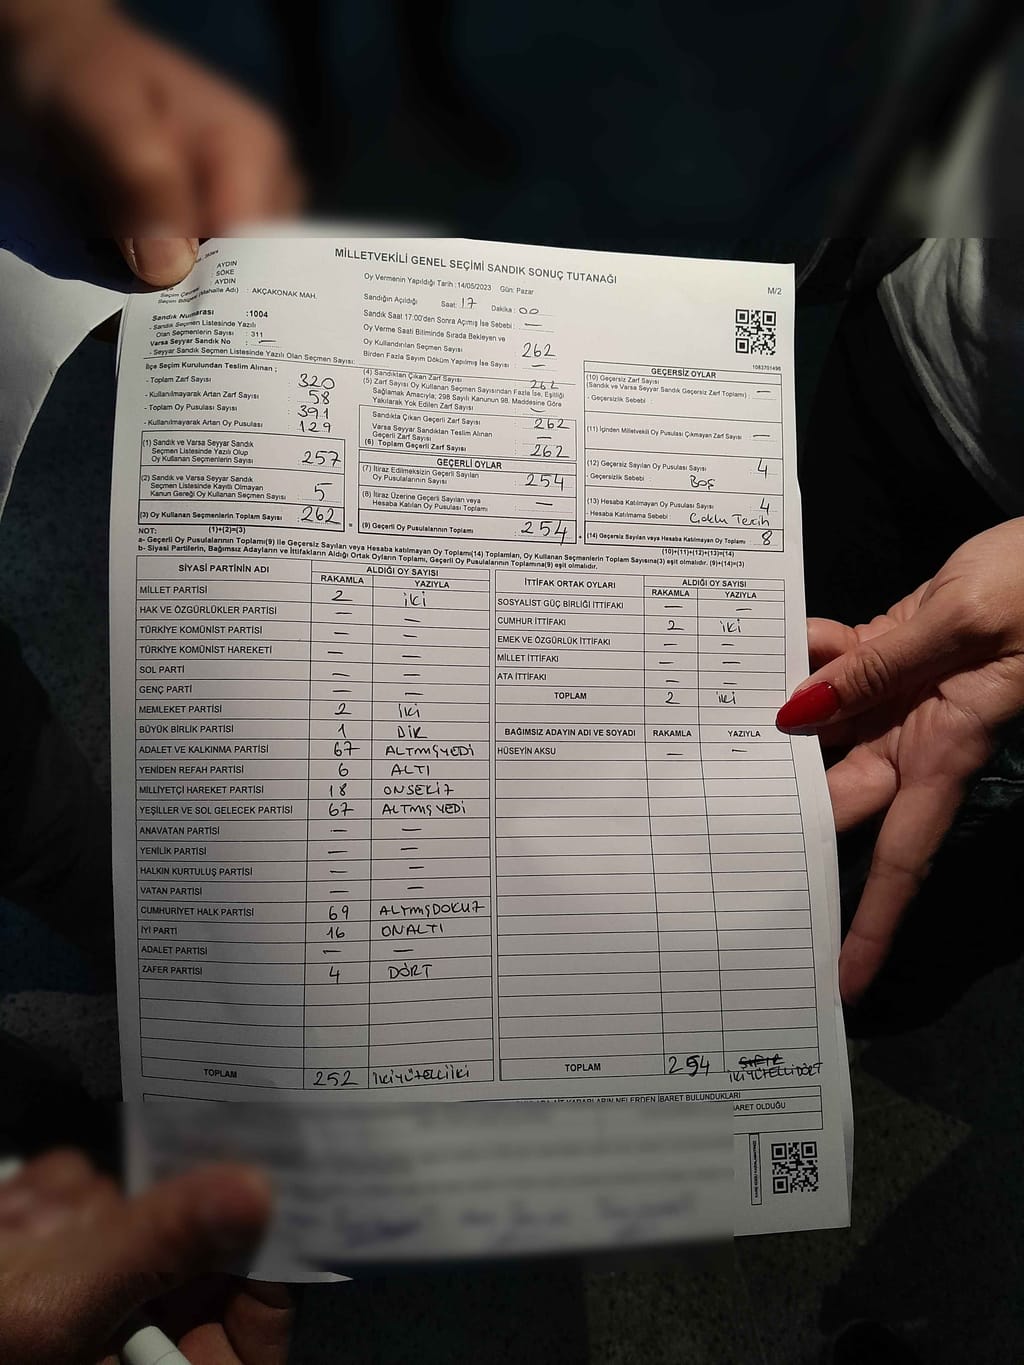 MİLLETVEKİLİ GENEL SEÇİMİ SANDIK SONUÇ TUTANAĞI
M/2
AYDIN
SÖKE
AYDIN
Seçim Bölgesi (Mahalle Adı) : AKÇAKONAK MAH.
Sandık Numarası :1004
- Sandık Seçmen Listesinde Yazılı
Olan Seçmenlerin Sayısı : 311
Varsa Seyyar Sandık No : —
- Seyyar Sandık Seçmen Listesinde Yazılı Olan Seçmen Sayısı:
Oy Vermenin Yapıldığı Tarih :14/05/2023 Gün: Pazar
Sandığın Açıldığı Saat: 17 Dakika : 00
Sandık Saat 17.00'den Sonra Açılmış İse Sebebi : —
Oy Verme Saati Bitiminde Sırada Bekleyen ve
Oy Kullandırılan Seçmen Sayısı : 262
Birden Fazla Sayım Döküm Yapılmış İse Sayısı : —
1083701496
İlçe Seçim Kurulundan Teslim Alınan ;
- Toplam Zarf Sayısı : 320
- Kullanılmayarak Artan Zarf Sayısı : 58
- Toplam Oy Pusulası Sayısı : 391
- Kullanılmayarak Artan Oy Pusulası : 129
(1) Sandık ve Varsa Seyyar Sandık
Seçmen Listesinde Yazılı Olup
Oy Kullanan Seçmenlerin Sayısı : 257
(2) Sandık ve Varsa Seyyar Sandık
Seçmen Listesinde Kayıtlı Olmayan
Kanun Gereği Oy Kullanan Seçmen Sayısı : 5
(3) Oy Kullanan Seçmenlerin Toplam Sayısı : 262
(1)+(2)=(3)
(4) Sandıktan Çıkan Zarf Sayısı : 262
(5) Zarf Sayısı Oy Kullanan Seçmen Sayısından Fazla İse, Eşitliği
Sağlamak Amacıyla; 298 Sayılı Kanunun 98. Maddesine Göre
Yakılarak Yok Edilen Zarf Sayısı : —
Sandıkta Çıkan Geçerli Zarf Sayısı : 262
Varsa Seyyar Sandıktan Teslim Alınan
Geçerli Zarf Sayısı : —
(6) Toplam Geçerli Zarf Sayısı : 262
GEÇERLİ OYLAR
(7) İtiraz Edilmeksizin Geçerli Sayılan
Oy Pusulalarının Sayısı : 254
(8) İtiraz Üzerine Geçerli Sayılan veya
Hesaba Katılan Oy Pusulası Toplamı : —
(9) Geçerli Oy Pusulalarının Toplamı : 254
GEÇERSİZ OYLAR
(10) Geçersiz Zarf Sayısı
(Sandık ve Varsa Seyyar Sandık Geçersiz Zarf Toplamı) : —
- Geçersizlik Sebebi :
(11) İçinden Milletvekili Oy Pusulası Çıkmayan Zarf Sayısı : —
(12) Geçersiz Sayılan Oy Pusulası Sayısı : 4
- Geçersizlik Sebebi : Boş
(13) Hesaba Katılmayan Oy Pusulası Sayısı : 4
- Hesaba Katılmama Sebebi : Çoklu Tercih
(14) Geçersiz Sayılan veya Hesaba Katılmayan Oy Toplamı : 8
(10)+(11)+(12)+(13)=(14)
NOT:
a- Geçerli Oy Pusulalarının Toplamı(9) ile Geçersiz Sayılan veya Hesaba katılmayan Oy Toplamı(14) Toplamları, Oy Kullanan Seçmenlerin Toplam Sayısına(3) eşit olmalıdır. (9)+(14)=(3)
b- Siyasi Partilerin, Bağımsız Adayların ve İttifakların Aldığı Ortak Oyların Toplamı, Geçerli Oy Pusulalarının Toplamına(9) eşit olmalıdır.
SİYASİ PARTİNİN ADI ALDIĞI OY SAYISI
RAKAMLA YAZIYLA
MİLLET PARTİSİ 2 iki
HAK VE ÖZGÜRLÜKLER PARTİSİ — —
TÜRKİYE KOMÜNİST PARTİSİ — —
TÜRKİYE KOMÜNİST HAREKETİ — —
SOL PARTİ — —
GENÇ PARTİ — —
MEMLEKET PARTİSİ 2 iki
BÜYÜK BİRLİK PARTİSİ 1 BİR
ADALET VE KALKINMA PARTİSİ 67 ALTMIŞYEDİ
YENİDEN REFAH PARTİSİ 6 ALTI
MİLLİYETÇİ HAREKET PARTİSİ 18 ONSEKİZ
YEŞİLLER VE SOL GELECEK PARTİSİ 67 ALTMIŞYEDİ
ANAVATAN PARTİSİ — —
YENİLİK PARTİSİ — —
HALKIN KURTULUŞ PARTİSİ — —
VATAN PARTİSİ — —
CUMHURİYET HALK PARTİSİ 69 ALTMIŞDOKUZ
İYİ PARTİ 16 ONALTI
ADALET PARTİSİ — —
ZAFER PARTİSİ 4 DÖRT
TOPLAM 252 İKİYÜZELLİİKİ
İTTİFAK ORTAK OYLARI ALDIĞI OY SAYISI
RAKAMLA YAZIYLA
SOSYALİST GÜÇ BİRLİĞİ İTTİFAKI — —
CUMHUR İTTİFAKI 2 iki
EMEK VE ÖZGÜRLÜK İTTİFAKI — —
MİLLET İTTİFAKI — —
ATA İTTİFAKI — —
TOPLAM 2 iki
BAĞIMSIZ ADAYIN ADI VE SOYADI RAKAMLA YAZIYLA
HÜSEYİN AKSU — —
TOPLAM 254 SIFIR İKİYÜZELLİDÖRT
KARARLARIN NELERDEN İBARET BULUNDUKLARI
İBARET OLDUĞU